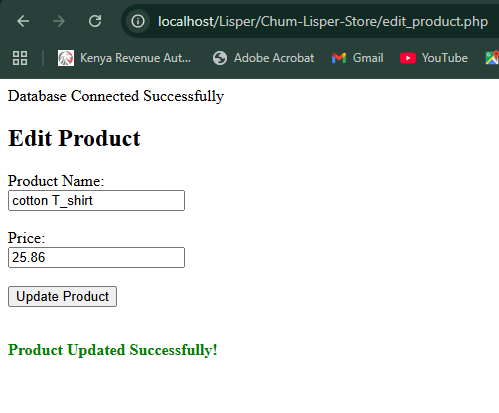 localhost/Lisper/Chum-Lisper-Store/edit_product.php
Kenya Revenue Aut... Adobe Acrobat Gmail YouTube
Database Connected Successfully
Edit Product
Product Name:
cotton T_shirt
Price:
25.86
Update Product
Product Updated Successfully!